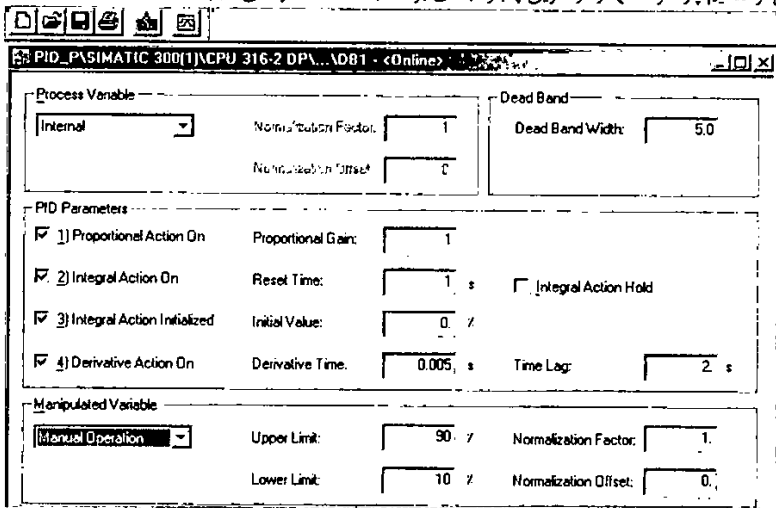 PID_P\SIMATIC 300(1)\CPU 316-2 DP\...\DB1 - <Online>
Process Variable
Dead Band
Internal
Normalization Factor:
1
Dead Band Width:
5.0
Normalization Offset
0
PID Parameters
1) Proportional Action On
Proportional Gain:
1
2) Integral Action On
Reset Time:
1 s
Integral Action Hold
3) Integral Action Initialized
Initial Value:
0. %
4) Derivative Action On
Derivative Time.
0.005 s
Time Lag:
2. s
Manipulated Variable
Manual Operation
Upper Limit:
90 %
Normalization Factor:
1.
Lower Limit:
10 %
Normalization Offset:
0.